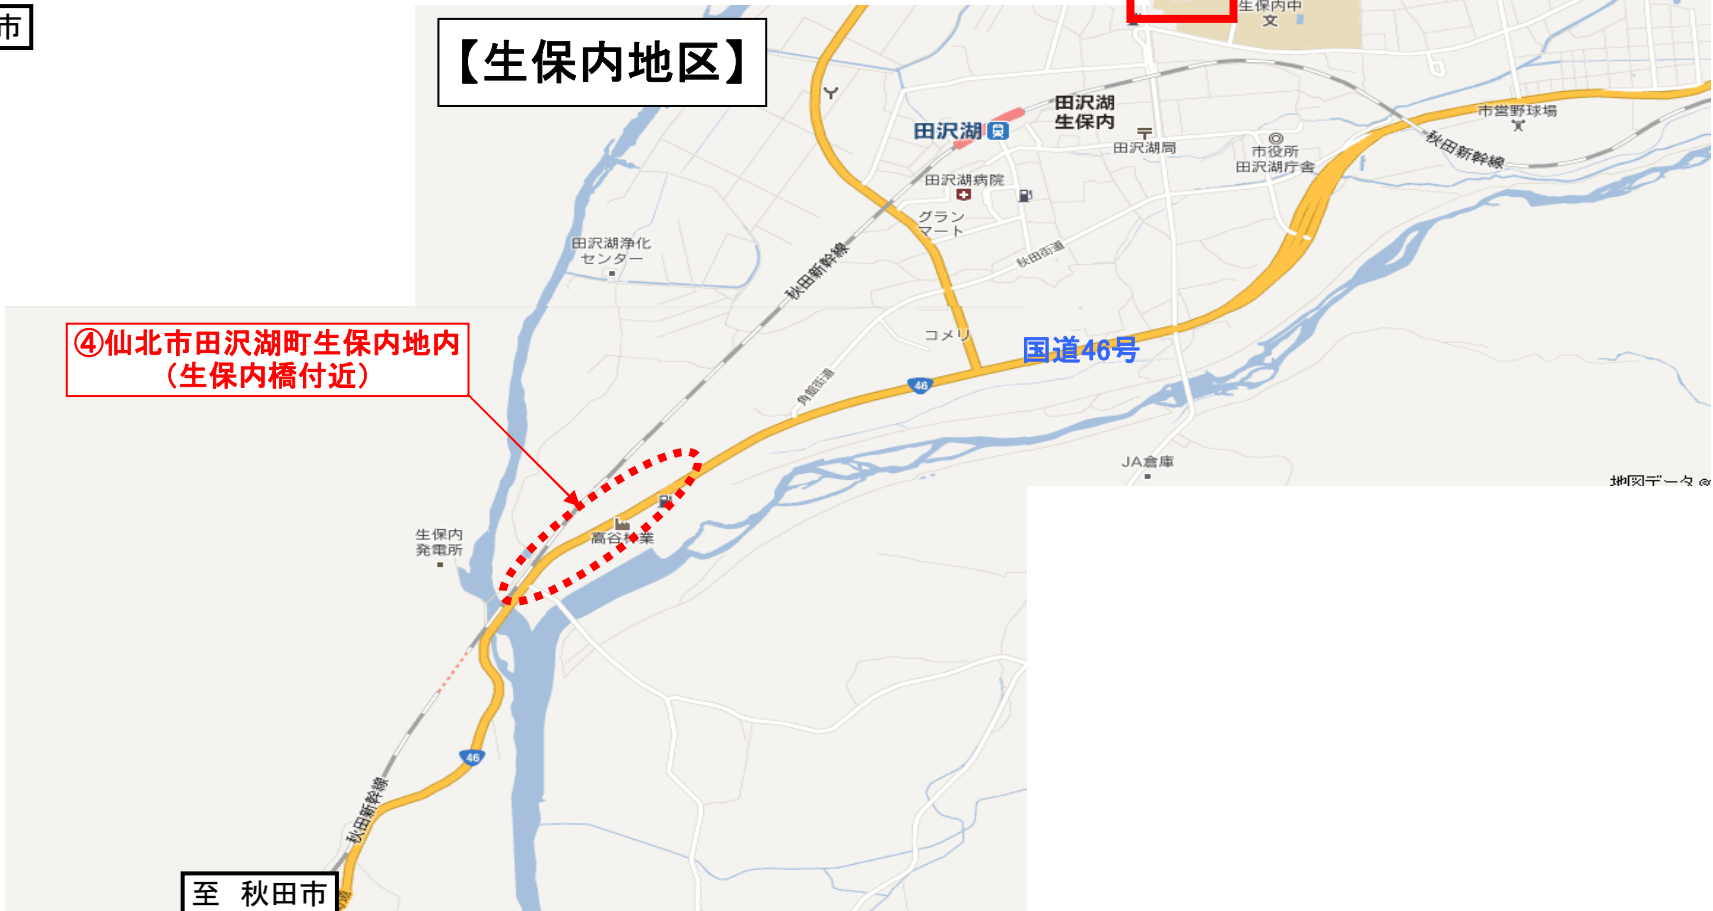 市
【生保内地区】
生保内中
文
田沢湖
生保内
田沢湖
田沢湖局
市営野球場
市役所
田沢湖庁舎
秋田新幹線
田沢湖病院
グラン
マート
田沢湖浄化
センター
秋田新幹線
秋田街道
④仙北市田沢湖町生保内地内
（生保内橋付近）
コメリ
国道46号
46
角館街道
JA倉庫
地図データ ©
生保内
発電所
高谷林業
46
秋田新幹線
至　秋田市